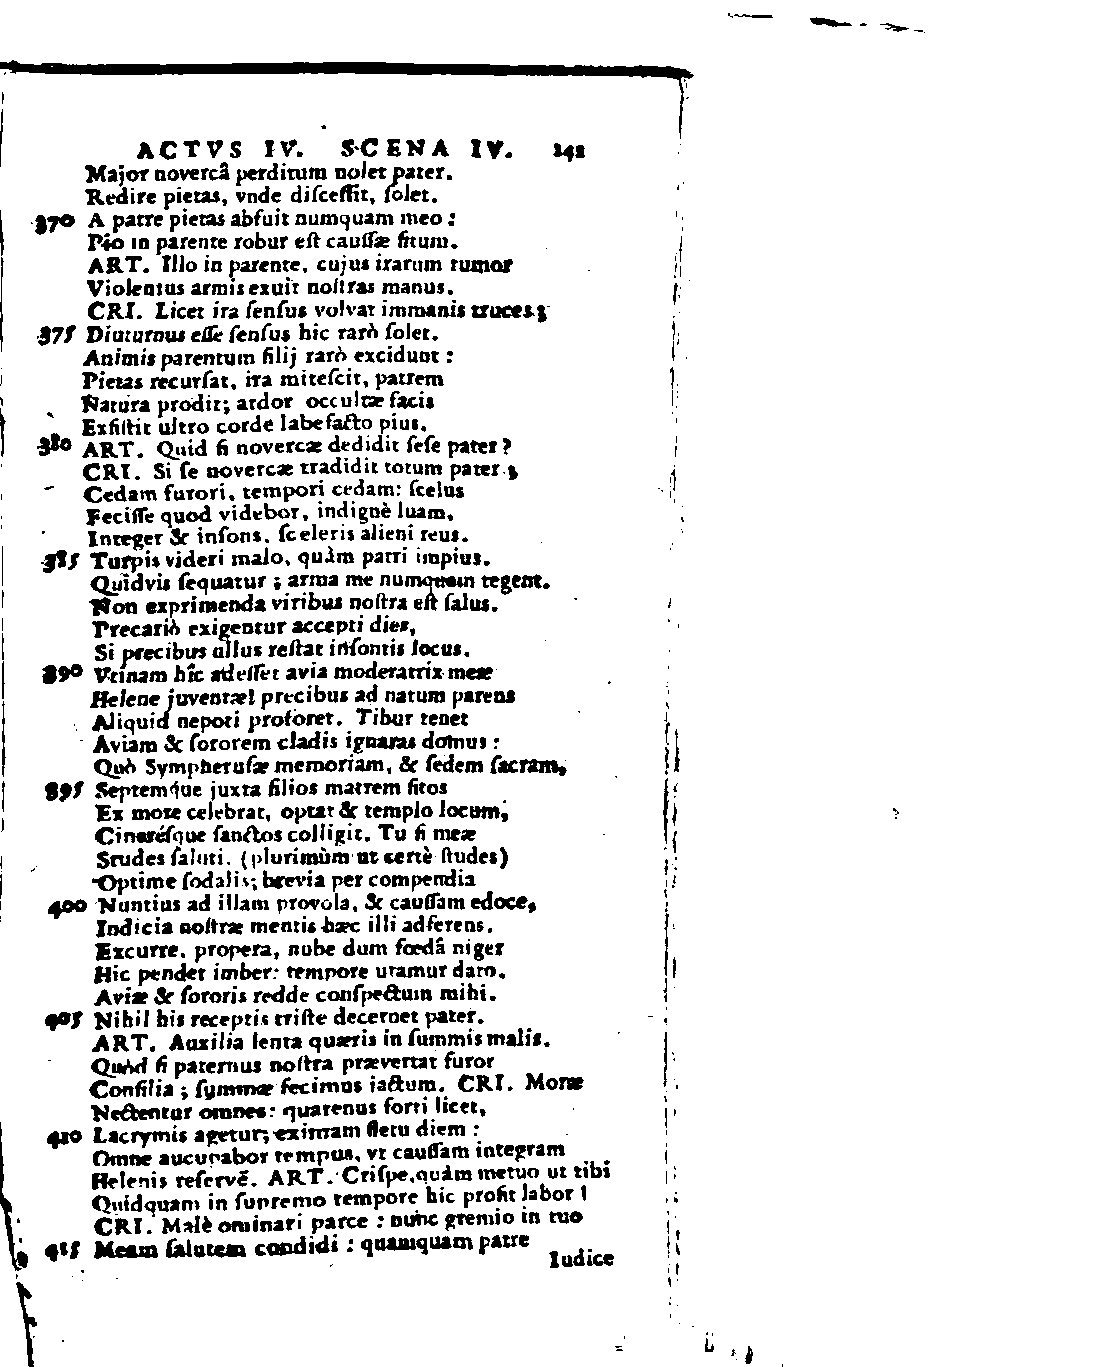 ACTVS IV. SCENA IV. 241
Major novercâ perditum nolet pater.
Redire pietas, vnde discessit, solet.
370 A patre pietas abfuit numquam meo:
Pio in parente robur est caussæ situm.
ART. Illo in parente, cujus irarum tumor
Violentus armis exuit nostras manus.
CRI. Licet ira sensus volvat immanis truces;
375 Diuturnus esse sensus hic rarò solet.
Animis parentum filij rarò excidunt:
Pietas recursat, ira mitescit, patrem
Natura prodit; ardor occultæ facis
Existit ultro corde labefacto pius.
380 ART. Quid si novercæ dedidit sese pater?
CRI. Si se novercæ tradidit totum pater;
Cedam furori, tempori cedam: scelus
Fecisse quod videbor, indignè luam,
Integer & insons, sceleris alieni reus.
385 Turpis videri malo, quàm patri impius.
Quidvis sequatur; arma me numquam tegent.
Non exprimenda viribus nostra est salus.
Precariò exigentur accepti dies,
Si precibus ullus restat insontis locus.
390 Vtinam hîc adesset avia moderatrix meæ
Helene juventæ! precibus ad natum parens
Aliquid nepoti proforet. Tibur tenet
Aviam & sororem cladis ignaras domus:
Quò Sympherusæ memoriam, & sedem sacram,
395 Septemque juxta filios matrem sitos
Ex more celebrat, optat & templo locum,
Cinerésque sanctos colligit. Tu si meæ
Studes saluti, (plurimùm ut certè studes)
Optime sodalis; brevia per compendia
400 Nuntius ad illam provola, & caussam edoce,
Indicia nostræ mentis hæc illi adferens.
Excurre, propera, nube dum fœdâ niger
Hic pendet imber: tempore utamur dato.
Aviæ & sororis redde conspectum mihi.
405 Nihil his receptis triste decernet pater.
ART. Auxilia lenta quæris in summis malis.
Quòd si paternus nostra prævertat furor
Consilia; summæ fecimus iactum. CRI. Moræ
Nectentur omnes: quatenus forti licet,
410 Lacrymis agetur; eximam fletu diem:
Omne aucupabor tempus, vt caussam integram
Helenis reservē. ART. Crispe, quàm metuo ut tibi
Quidquam in supremo tempore hic profit labor!
CRI. Malè ominari parce: nunc gremio in tuo
415 Meam salutem condidi: quamquam patre
Iudice